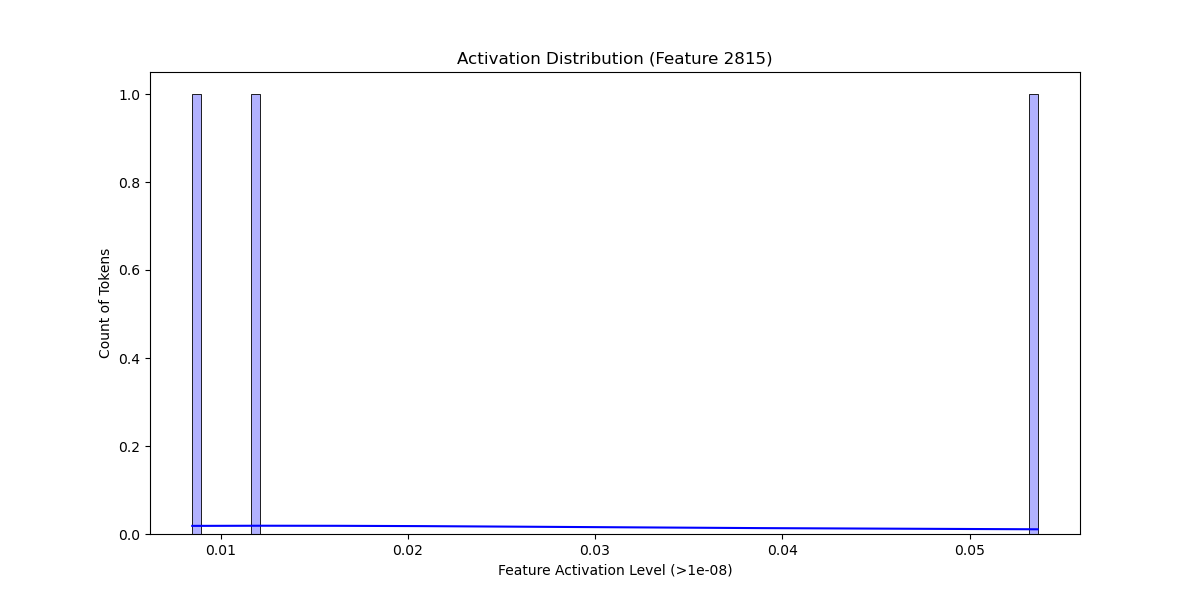 Activation Distribution (Feature 2815)
1.0
0.8
0.6
0.4
0.2
0.0
Count of Tokens
0.01 0.02 0.03 0.04 0.05
Feature Activation Level (>1e-08)